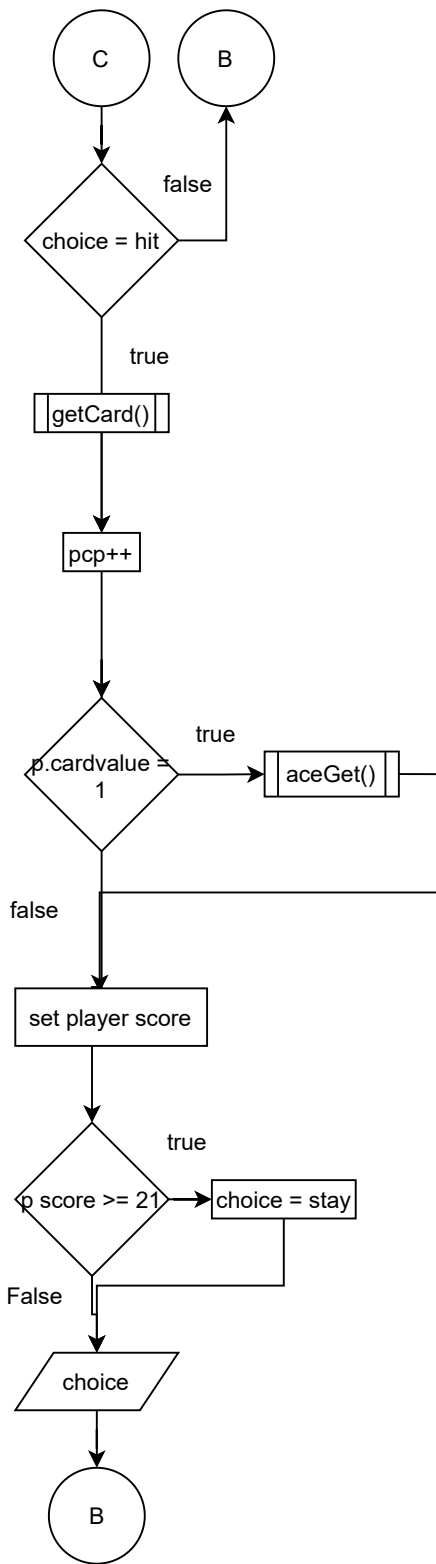 C
B
false
choice = hit
true
getCard()
pcp++
true
p.cardvalue =
1
aceGet()
false
set player score
true
p score >= 21
choice = stay
False
choice
B